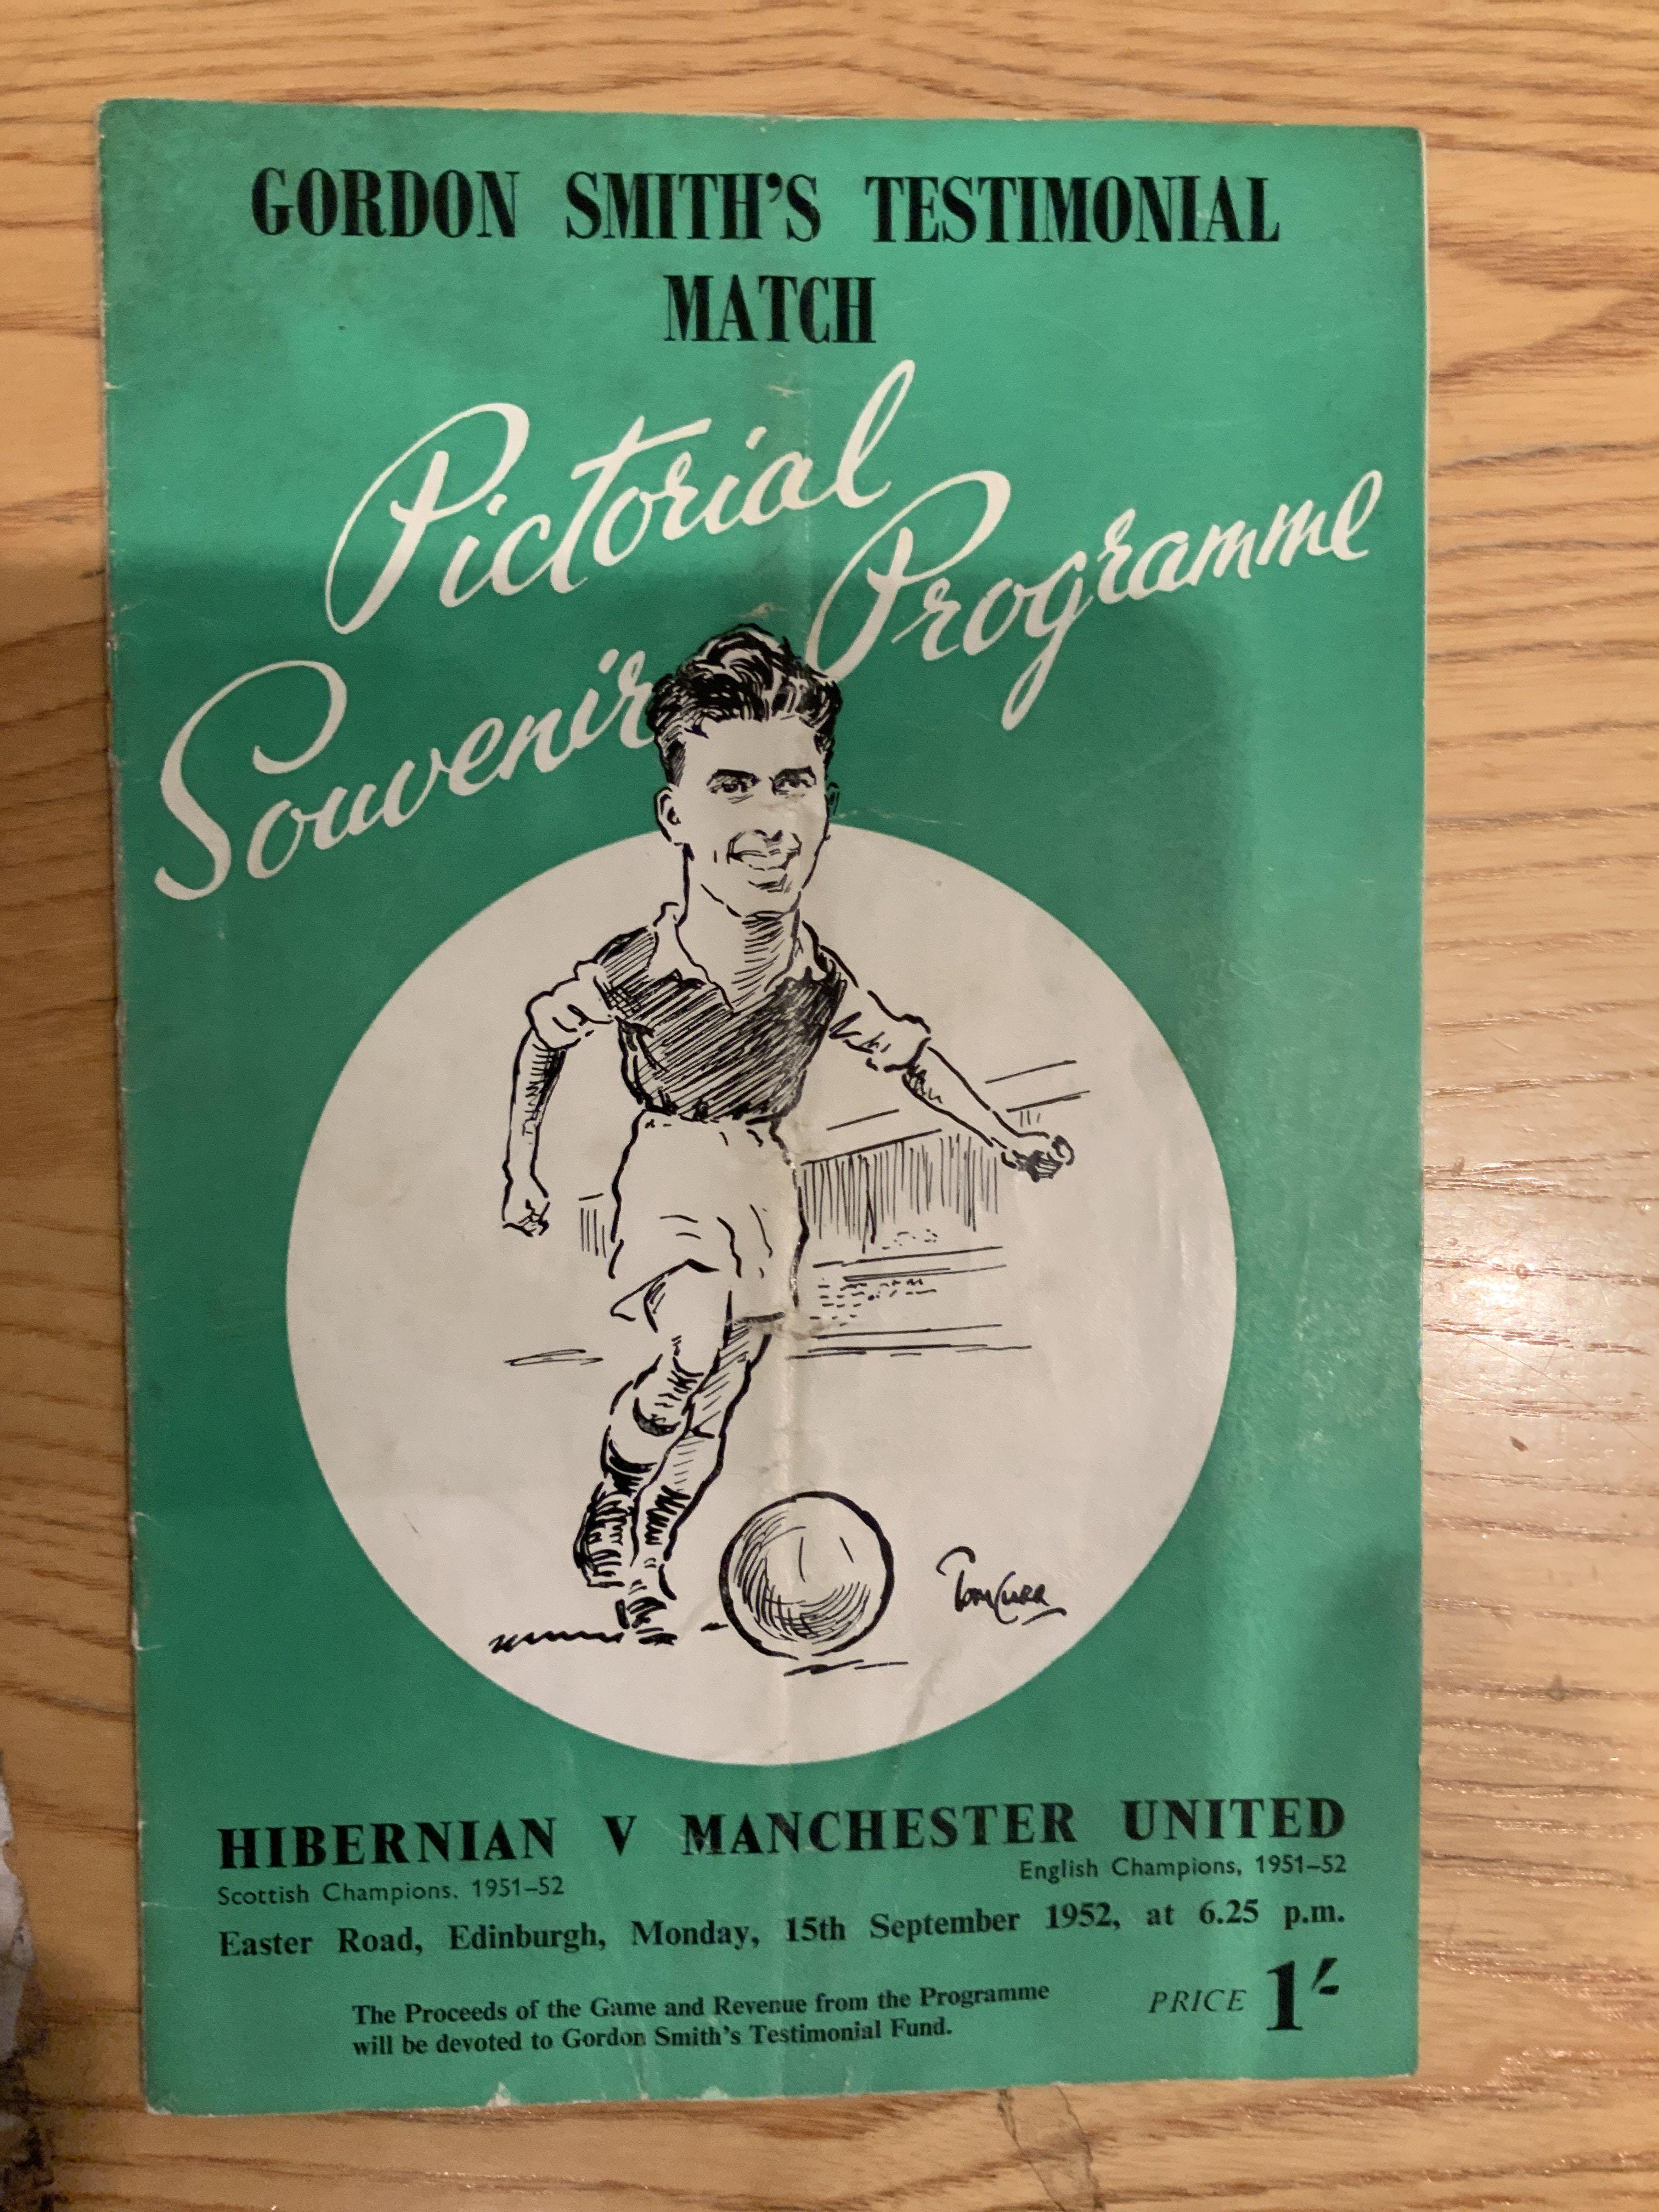 GORDON SMITH'S TESTIMONIAL
MATCH
Pictorial
Souvenir Programme
Tom Curr
HIBERNIAN V MANCHESTER UNITED
Scottish Champions. 1951–52 English Champions, 1951–52
Easter Road, Edinburgh, Monday, 15th September 1952, at 6.25 p.m.
The Proceeds of the Game and Revenue from the Programme
will be devoted to Gordon Smith's Testimonial Fund.
PRICE 1/-